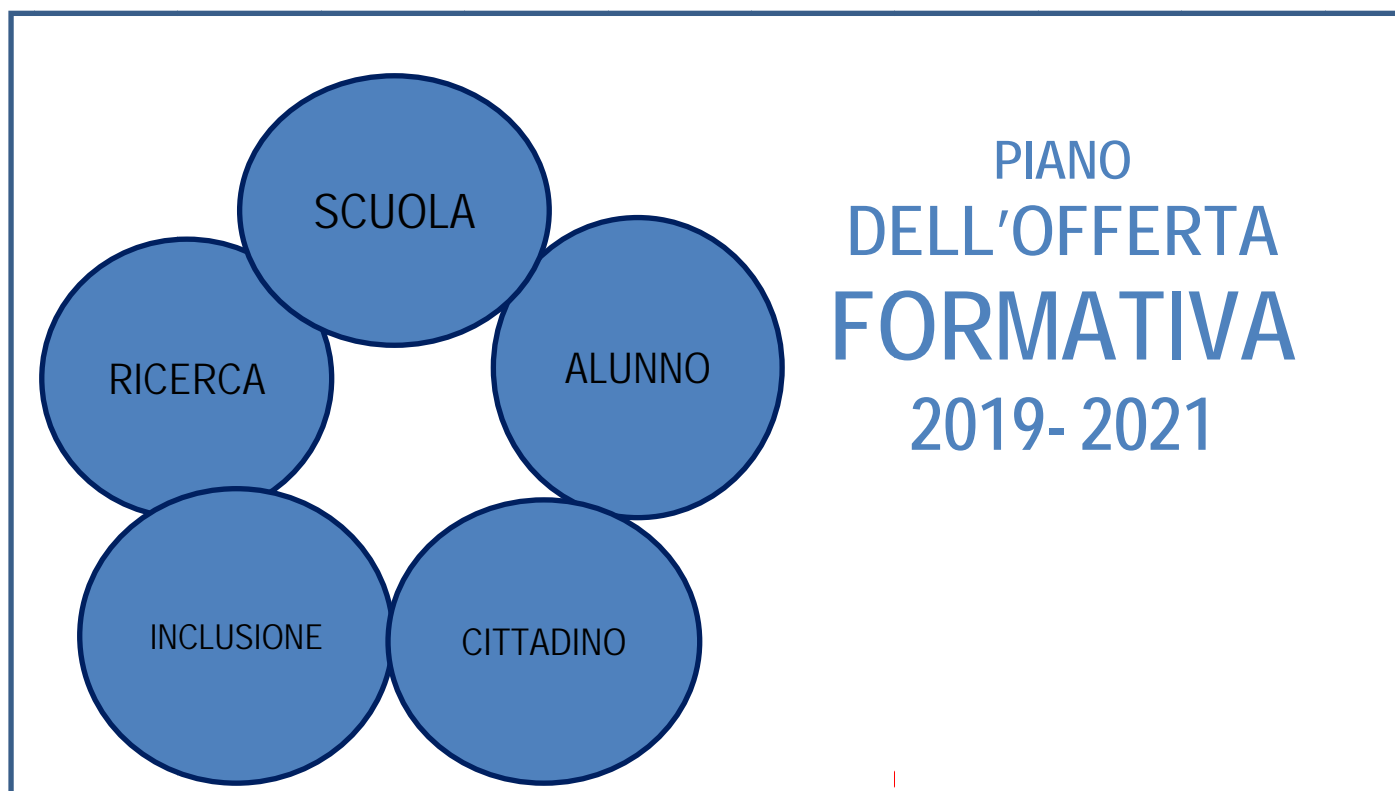 SCUOLA
ALUNNO
RICERCA
INCLUSIONE
CITTADINO
PIANO
DELL'OFFERTA
FORMATIVA
2019- 2021